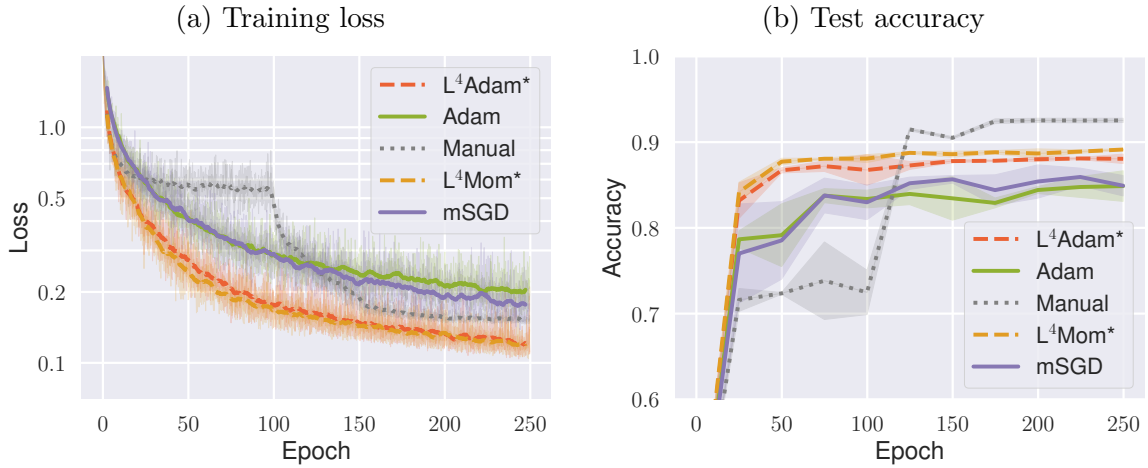 (a) Training loss
1.0
0.5
0.2
0.1
Loss
0 50 100 150 200 250
Epoch
L⁴Adam*
Adam
Manual
L⁴Mom*
mSGD
(b) Test accuracy
1.0
0.9
0.8
0.7
0.6
Accuracy
0 50 100 150 200 250
Epoch
L⁴Adam*
Adam
Manual
L⁴Mom*
mSGD